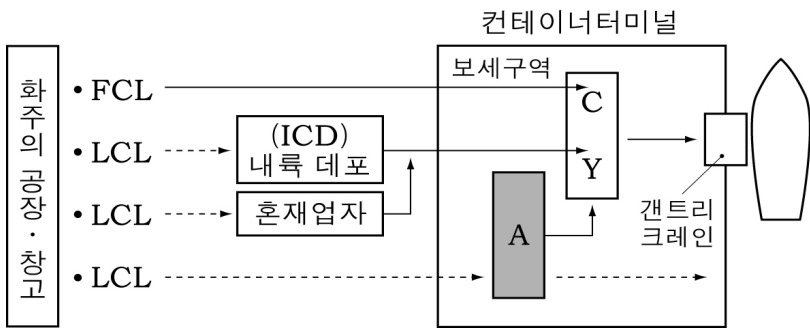 컨테이너터미널
화주의 공장·창고
• FCL
• LCL
• LCL
• LCL
(ICD)
내륙 데포
혼재업자
보세구역
C
Y
A
갠트리
크레인